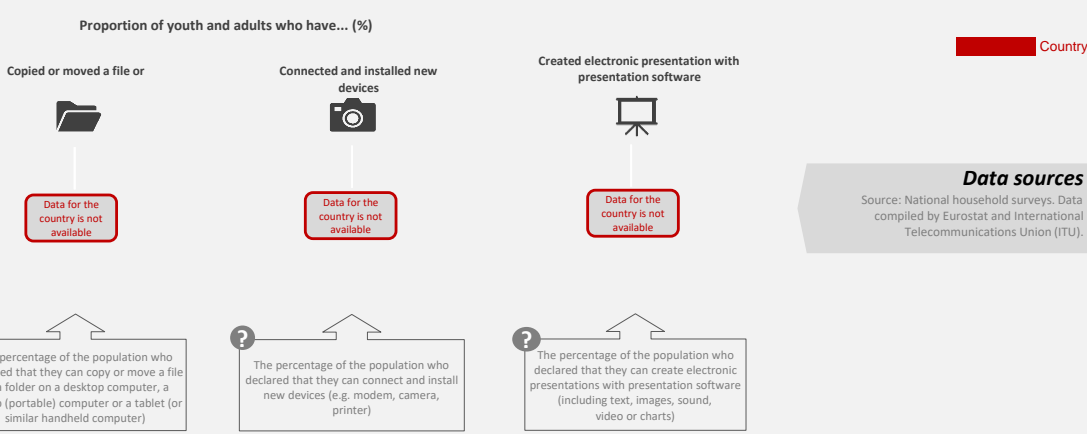 Proportion of youth and adults who have... (%)
Country
Copied or moved a file or
Connected and installed new
devices
Created electronic presentation with
presentation software
Data for the
country is not
available
Data for the
country is not
available
Data for the
country is not
available
Data sources
Source: National household surveys. Data
compiled by Eurostat and International
Telecommunications Union (ITU).
percentage of the population who
ed that they can copy or move a file
folder on a desktop computer, a
(portable) computer or a tablet (or
similar handheld computer)
?
The percentage of the population who
declared that they can connect and install
new devices (e.g. modem, camera,
printer)
?
The percentage of the population who
declared that they can create electronic
presentations with presentation software
(including text, images, sound,
video or charts)